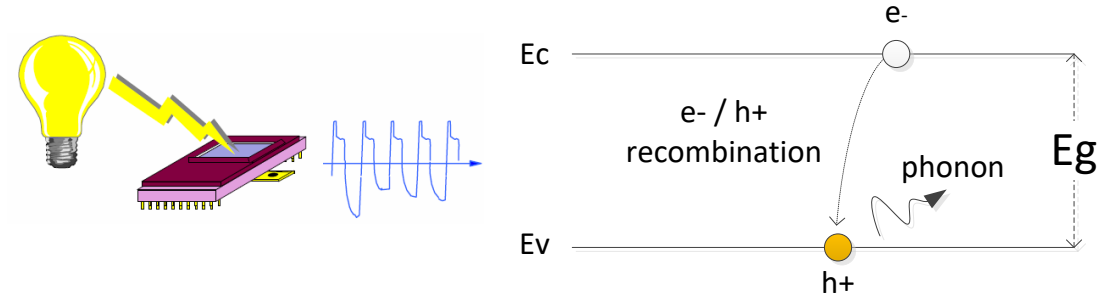 e-
Ec
e- / h+
recombination
Eg
phonon
Ev
h+